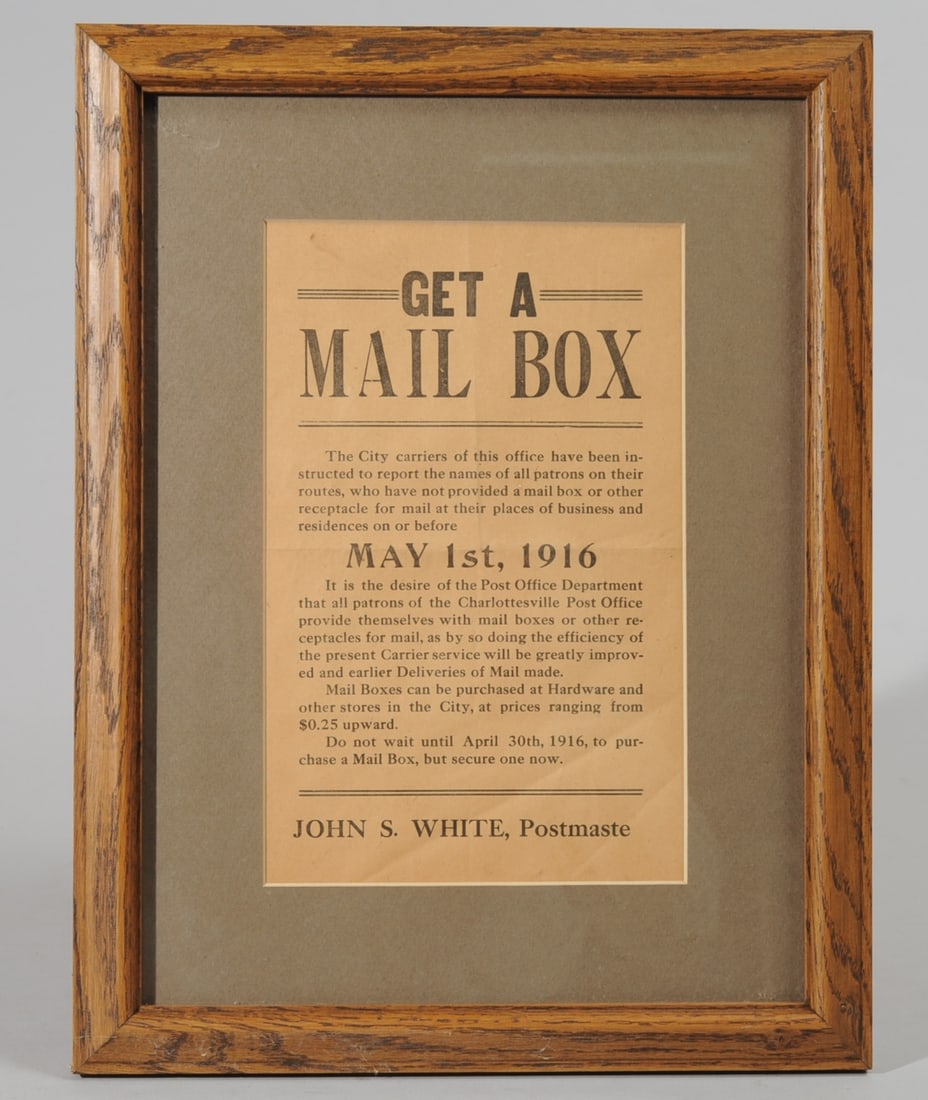 GET A
MAIL BOX
The City carriers of this office have been in-
structed to report the names of all patrons on their
routes, who have not provided a mail box or other
receptacle for mail at their places of business and
residences on or before
MAY 1st, 1916
It is the desire of the Post Office Department
that all patrons of the Charlottesville Post Office
provide themselves with mail boxes or other re-
ceptacles for mail, as by so doing the efficiency of
the present Carrier service will be greatly improv-
ed and earlier Deliveries of Mail made.
Mail Boxes can be purchased at Hardware and
other stores in the City, at prices ranging from
$0.25 upward.
Do not wait until April 30th, 1916, to pur-
chase a Mail Box, but secure one now.
JOHN S. WHITE, Postmaste